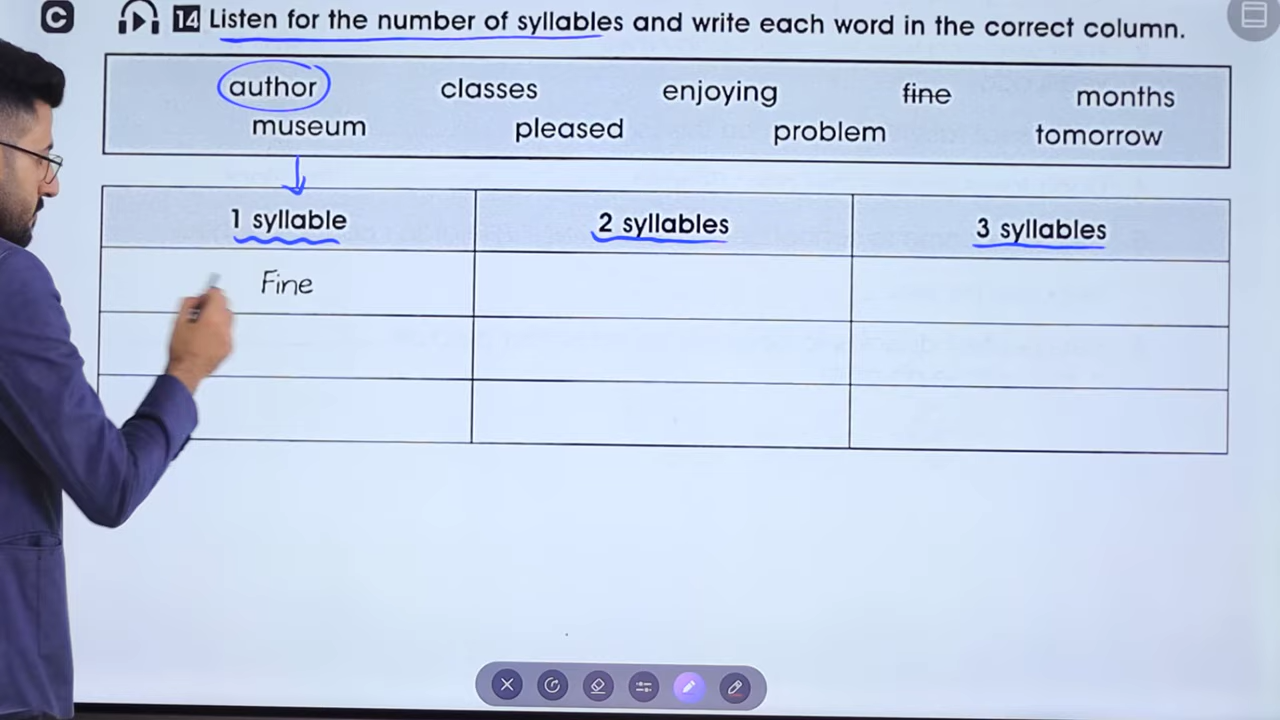 C 14 Listen for the number of syllables and write each word in the correct column.
author classes enjoying fine months
museum pleased problem tomorrow
1 syllable 2 syllables 3 syllables
Fine